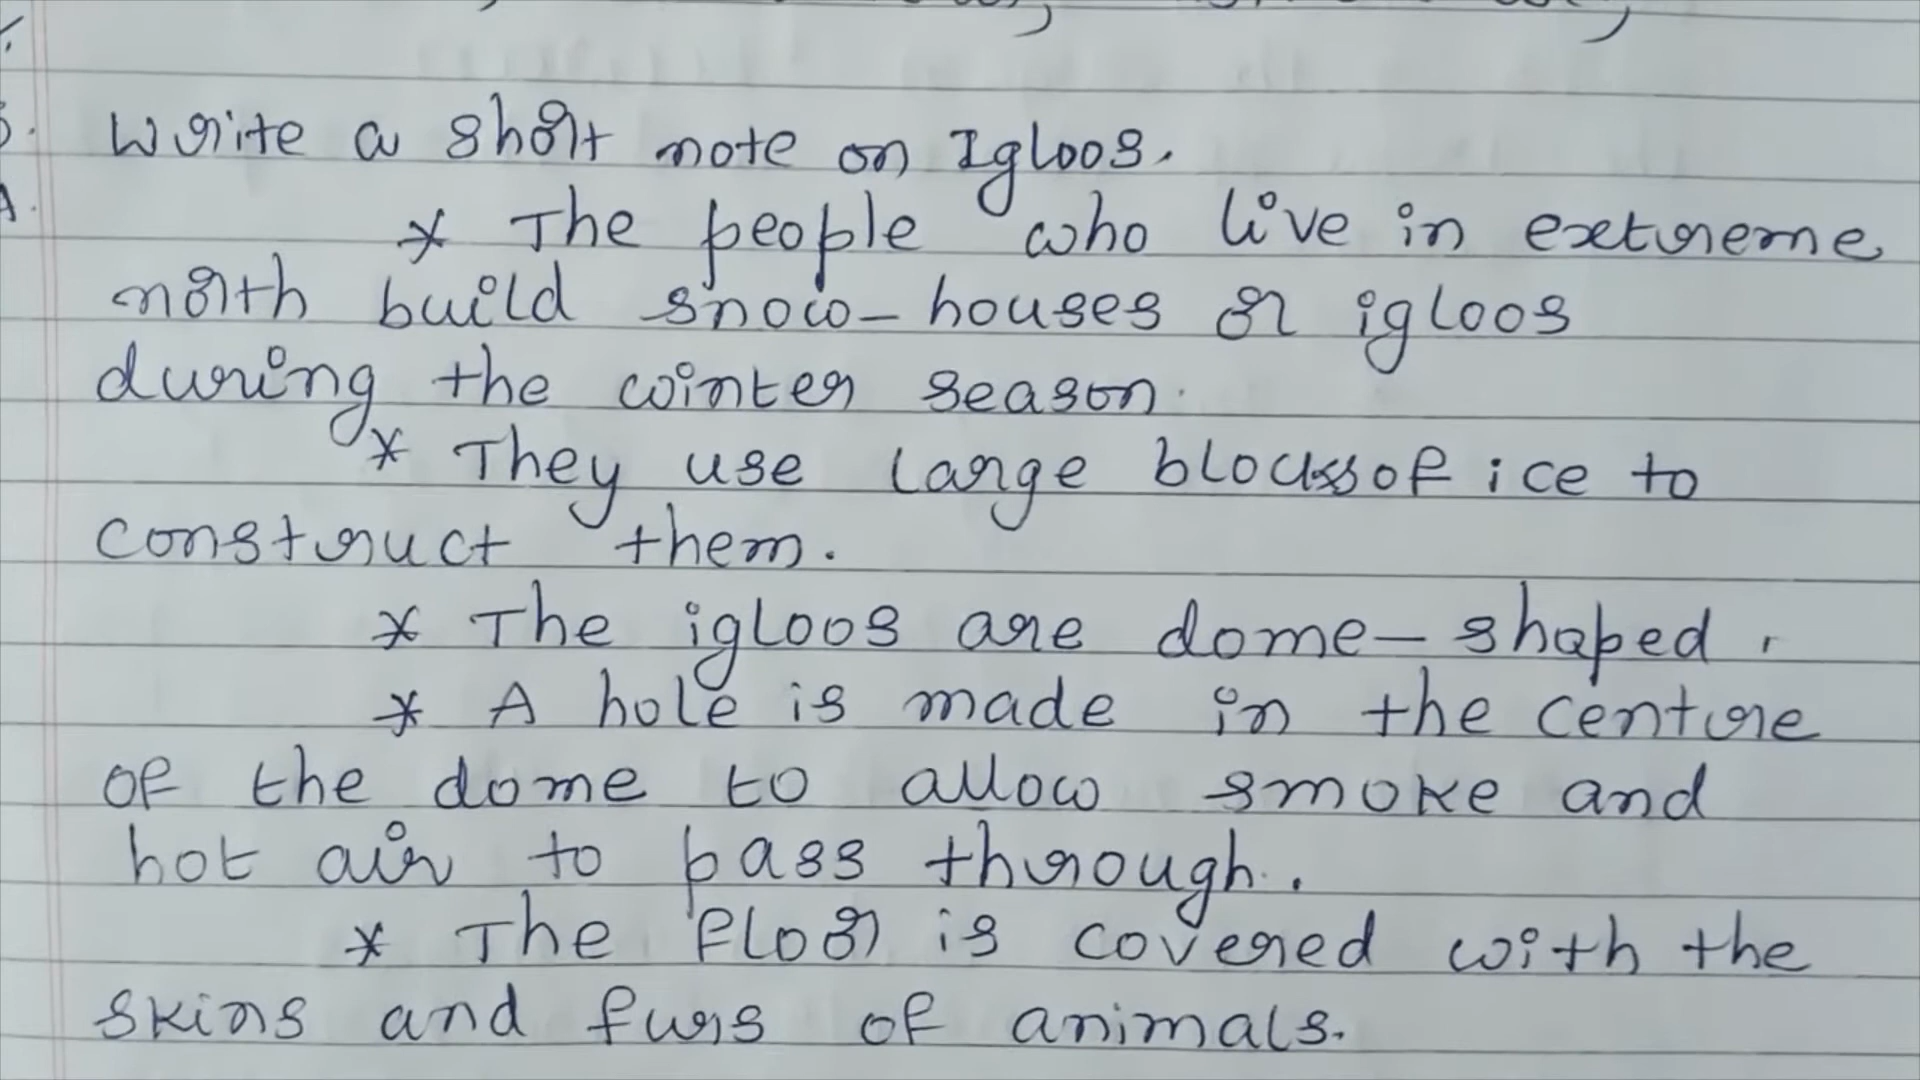 Write a short note on Igloos.
A.
* The people who live in extreme
north build snow-houses or igloos
during the winter season.
* They use large blocks of ice to
construct them.
* The igloos are dome-shaped.
* A hole is made in the centre
of the dome to allow smoke and
hot air to pass through.
* The floor is covered with the
skins and furs of animals.